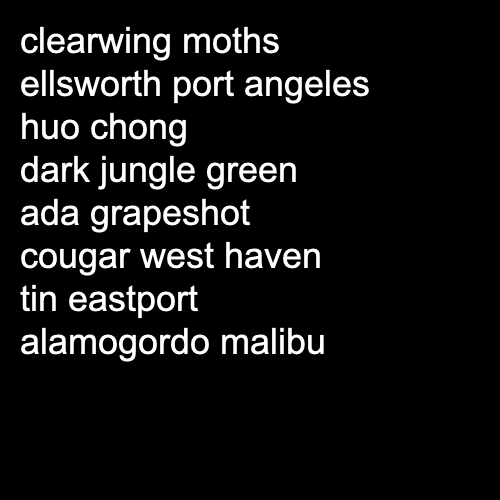 clearwing moths
ellsworth port angeles
huo chong
dark jungle green
ada grapeshot
cougar west haven
tin eastport
alamogordo malibu